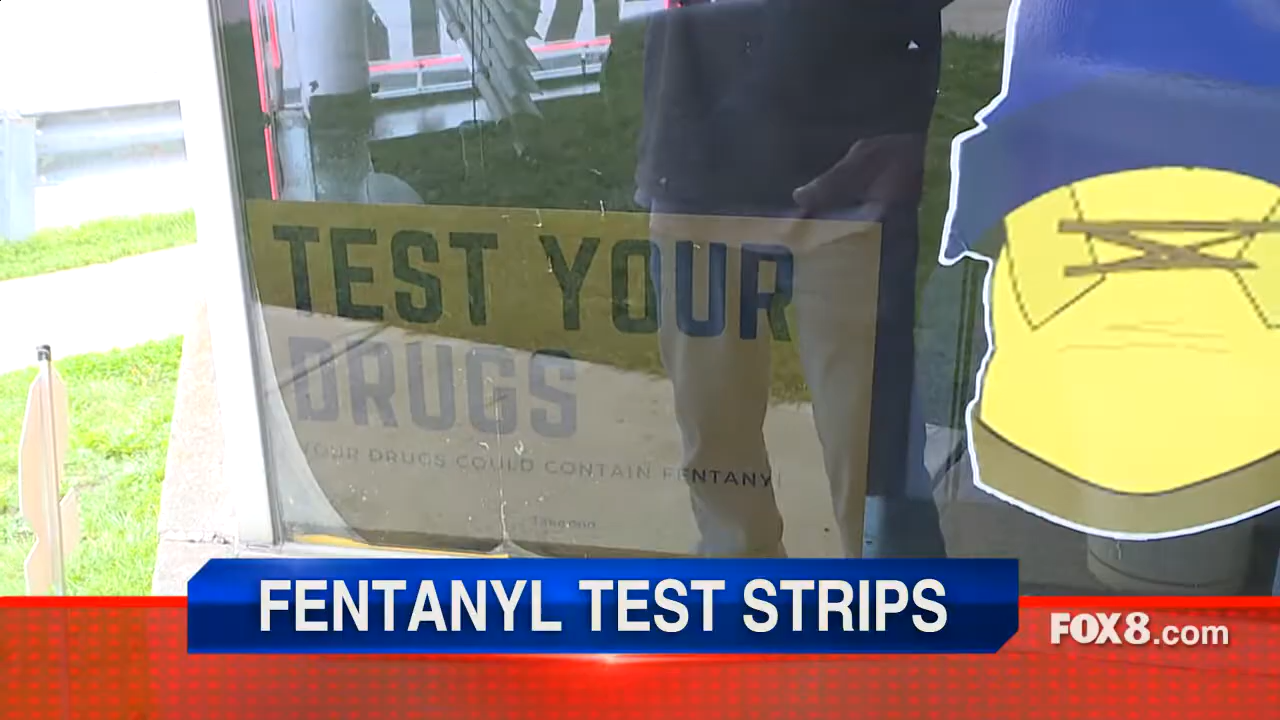 TEST YOUR
DRUGS
YOUR DRUGS COULD CONTAIN FENTANYL
FENTANYL TEST STRIPS
FOX8.com